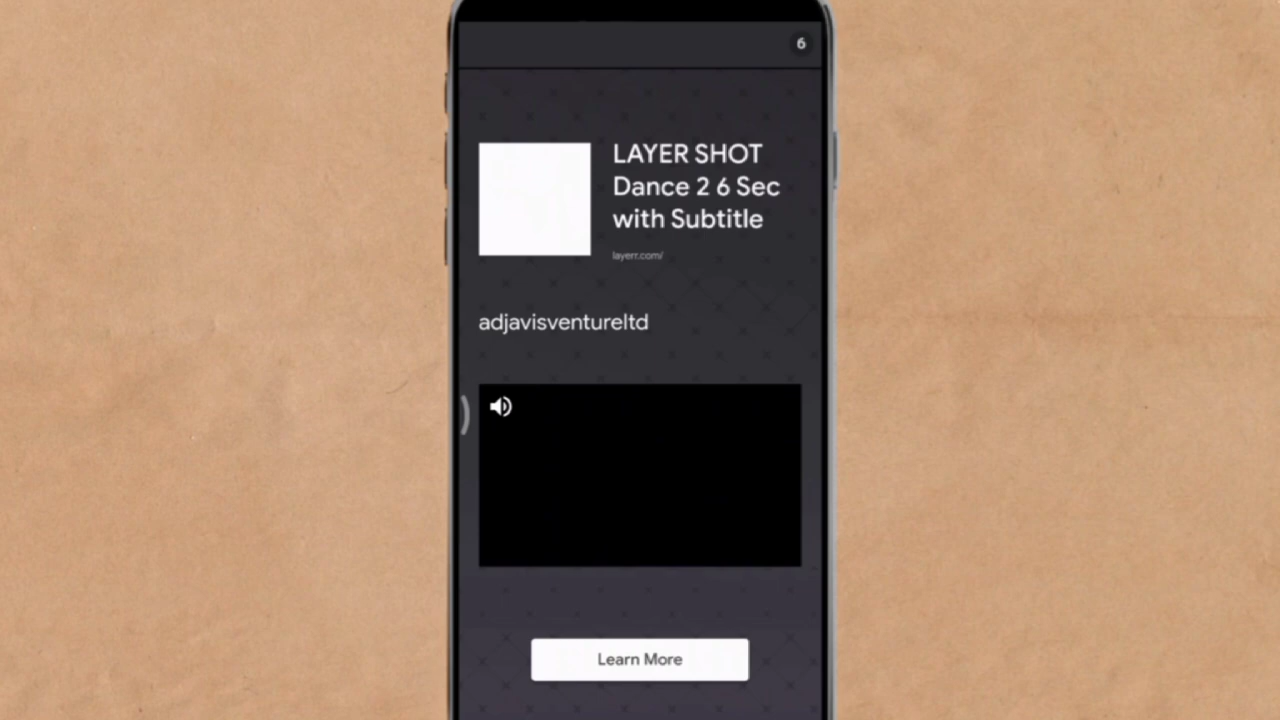 6
LAYER SHOT
Dance 2 6 Sec
with Subtitle
layerr.com/
adjavisventureltd
Learn More